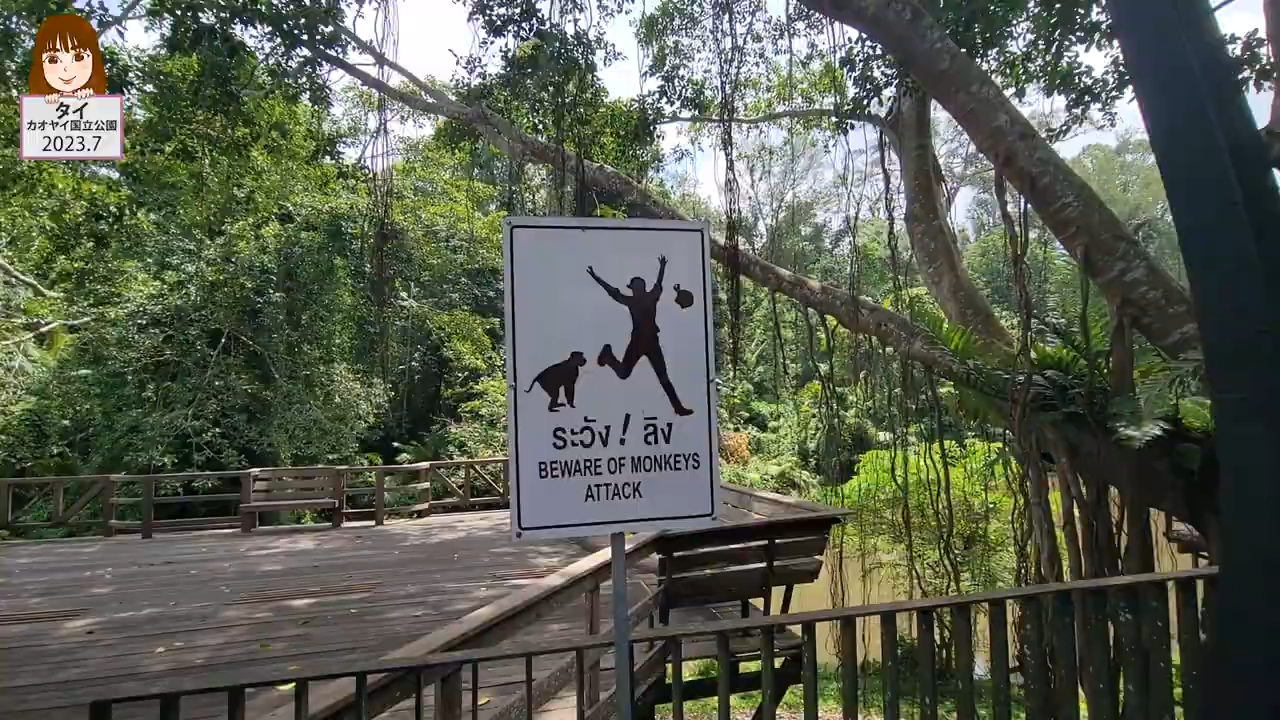 タイ
カオヤイ国立公園
2023.7
ระวัง! ลิง
BEWARE OF MONKEYS
ATTACK